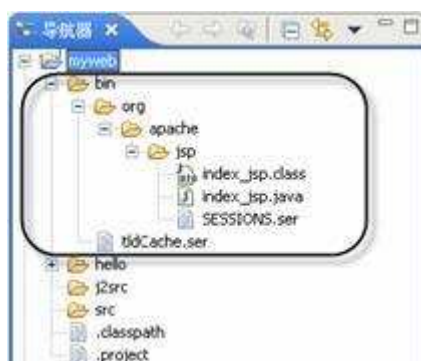 导航器
myweb
bin
org
apache
jsp
index_jsp.class
index_jsp.java
SESSIONS.ser
tldCache.ser
hello
j2src
src
.classpath
.project